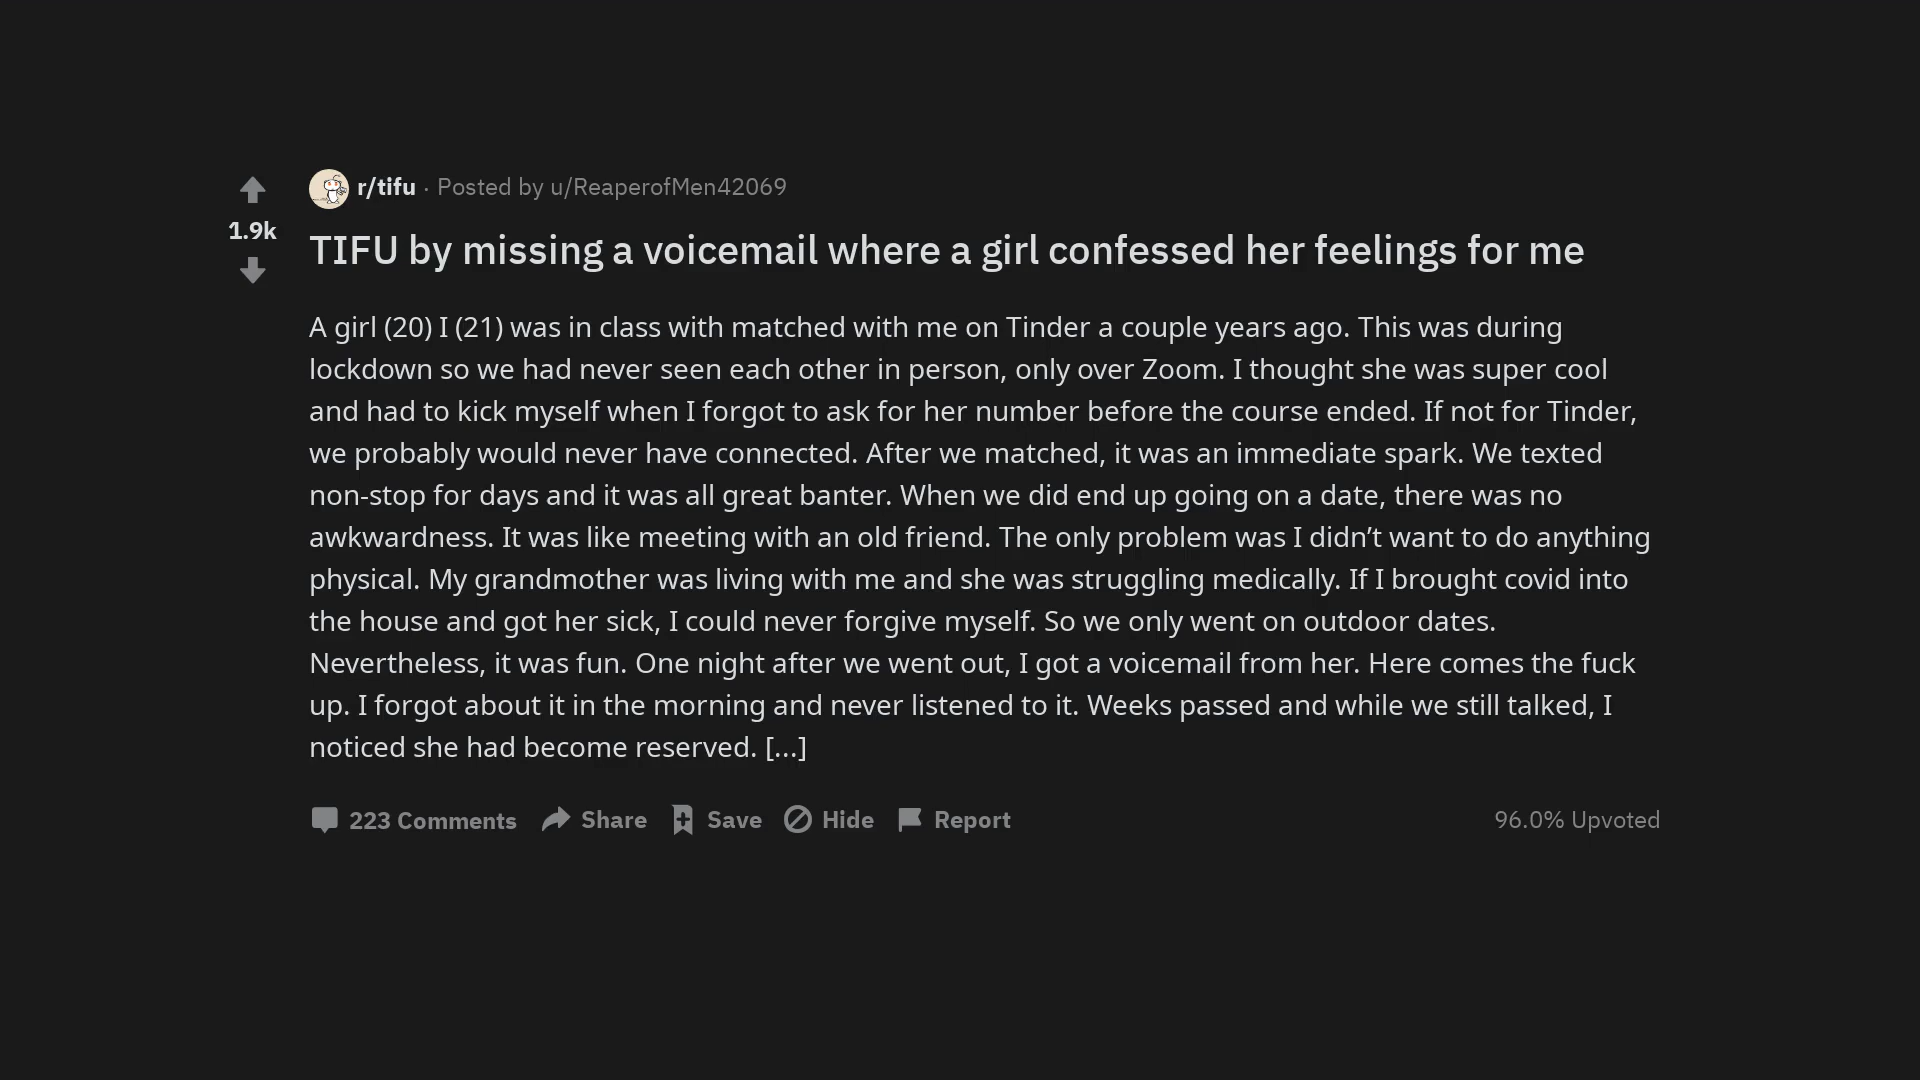 r/tifu · Posted by u/ReaperofMen42069
1.9k
TIFU by missing a voicemail where a girl confessed her feelings for me
A girl (20) I (21) was in class with matched with me on Tinder a couple years ago. This was during
lockdown so we had never seen each other in person, only over Zoom. I thought she was super cool
and had to kick myself when I forgot to ask for her number before the course ended. If not for Tinder,
we probably would never have connected. After we matched, it was an immediate spark. We texted
non-stop for days and it was all great banter. When we did end up going on a date, there was no
awkwardness. It was like meeting with an old friend. The only problem was I didn’t want to do anything
physical. My grandmother was living with me and she was struggling medically. If I brought covid into
the house and got her sick, I could never forgive myself. So we only went on outdoor dates.
Nevertheless, it was fun. One night after we went out, I got a voicemail from her. Here comes the fuck
up. I forgot about it in the morning and never listened to it. Weeks passed and while we still talked, I
noticed she had become reserved. [...]
223 Comments Share Save Hide Report 96.0% Upvoted